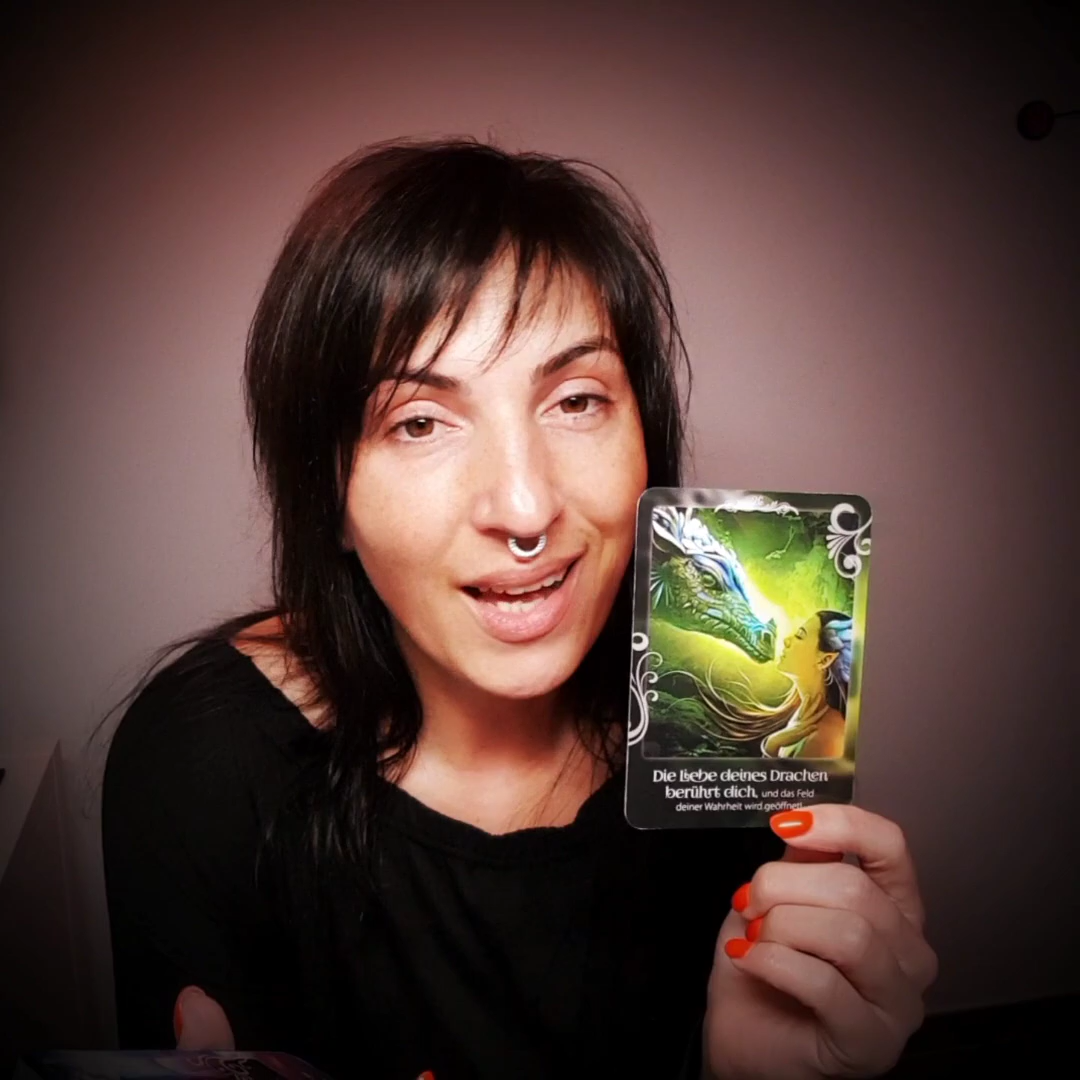 Die Liebe deines Drachen
berührt dich, und das Feld
deiner Wahrheit wird geöffnet!